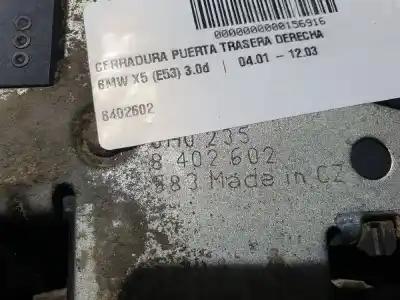 0000000000156916
CERRADURA PUERTA TRASERA DERECHA
BMW X5 (E53) 3.0d | 04.01 - 12.03
8402602
235
8 402 602
Made in CZ